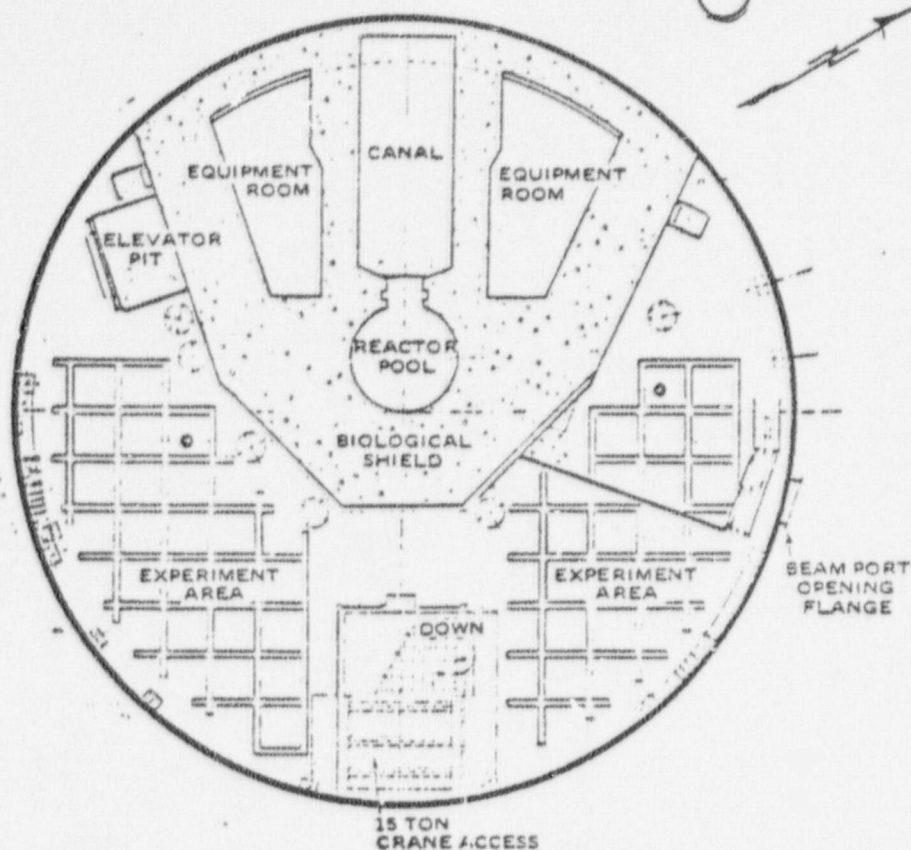 EQUIPMENT
ROOM
CANAL
EQUIPMENT
ROOM
ELEVATOR
PIT
REACTOR
POOL
BIOLOGICAL
SHIELD
EXPERIMENT
AREA
EXPERIMENT
AREA
BEAM PORT
OPENING
FLANGE
DOWN
15 TON
CRANE ACCESS